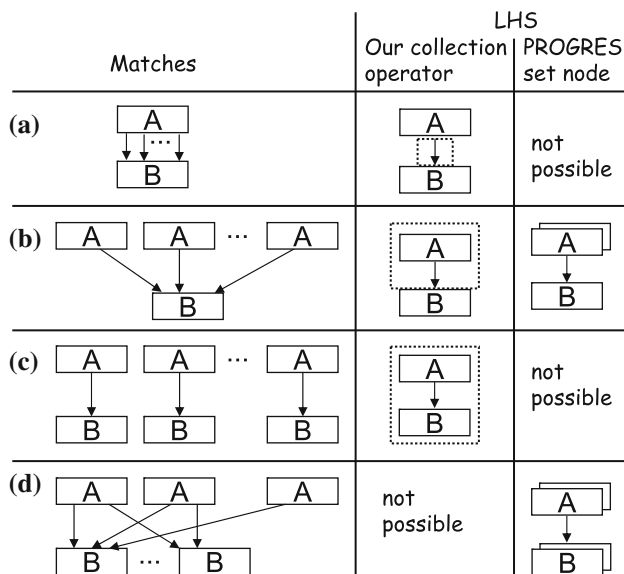 LHS
Matches
Our collection operator
PROGRES set node
(a)
A
...
B
A
B
not possible
(b)
A A ... A
B
A
B
A
B
(c)
A A ... A
B B B
A
B
not possible
(d)
A A A
B ... B
not possible
A
B